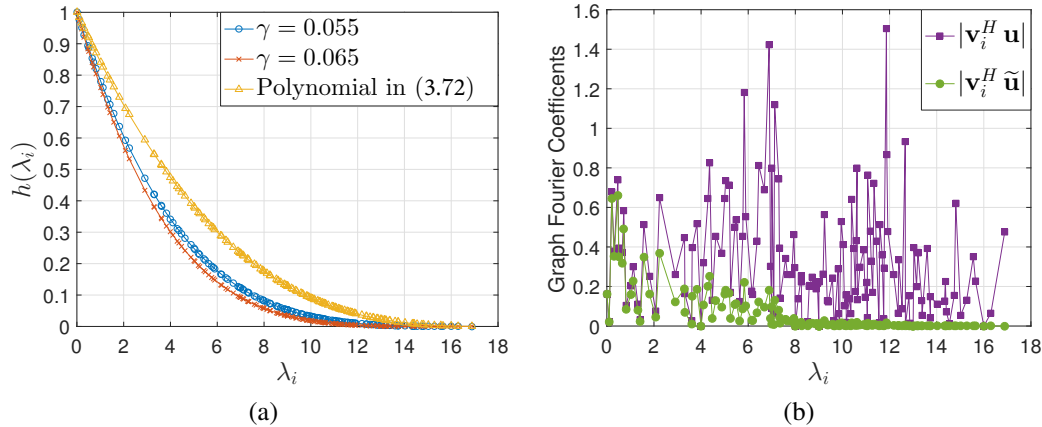 γ = 0.055
γ = 0.065
Polynomial in (3.72)
h(λ_i)
1
0.9
0.8
0.7
0.6
0.5
0.4
0.3
0.2
0.1
0
0 2 4 6 8 10 12 14 16 18
λ_i
(a)
|v_i^H u|
|v_i^H ũ|
Graph Fourier Coefficents
1.6
1.4
1.2
1
0.8
0.6
0.4
0.2
0
0 2 4 6 8 10 12 14 16 18
λ_i
(b)